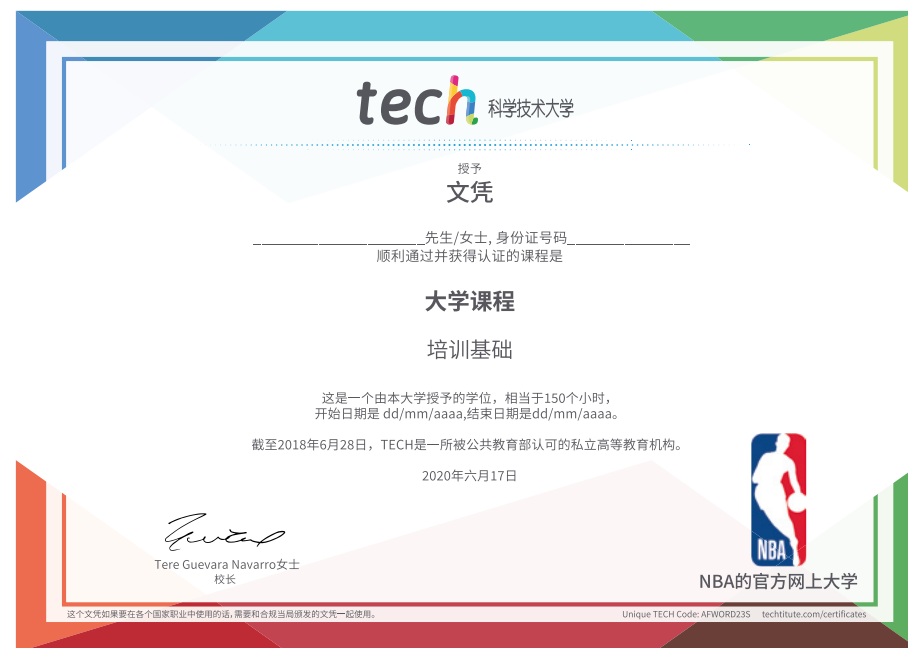 tech 科学技术大学
授予
文凭
______________________先生/女士, 身份证号码________________
顺利通过并获得认证的课程是
大学课程
培训基础
这是一个由本大学授予的学位，相当于150个小时，
开始日期是 dd/mm/aaaa,结束日期是dd/mm/aaaa。
截至2018年6月28日，TECH是一所被公共教育部认可的私立高等教育机构。
2020年六月17日
Tere Guevara Navarro女士
校长
NBA
NBA的官方网上大学
这个文凭如果要在各个国家职业中使用的话,需要和合规当局颁发的文凭一起使用。
Unique TECH Code: AFWORD23S techtitute.com/certificates